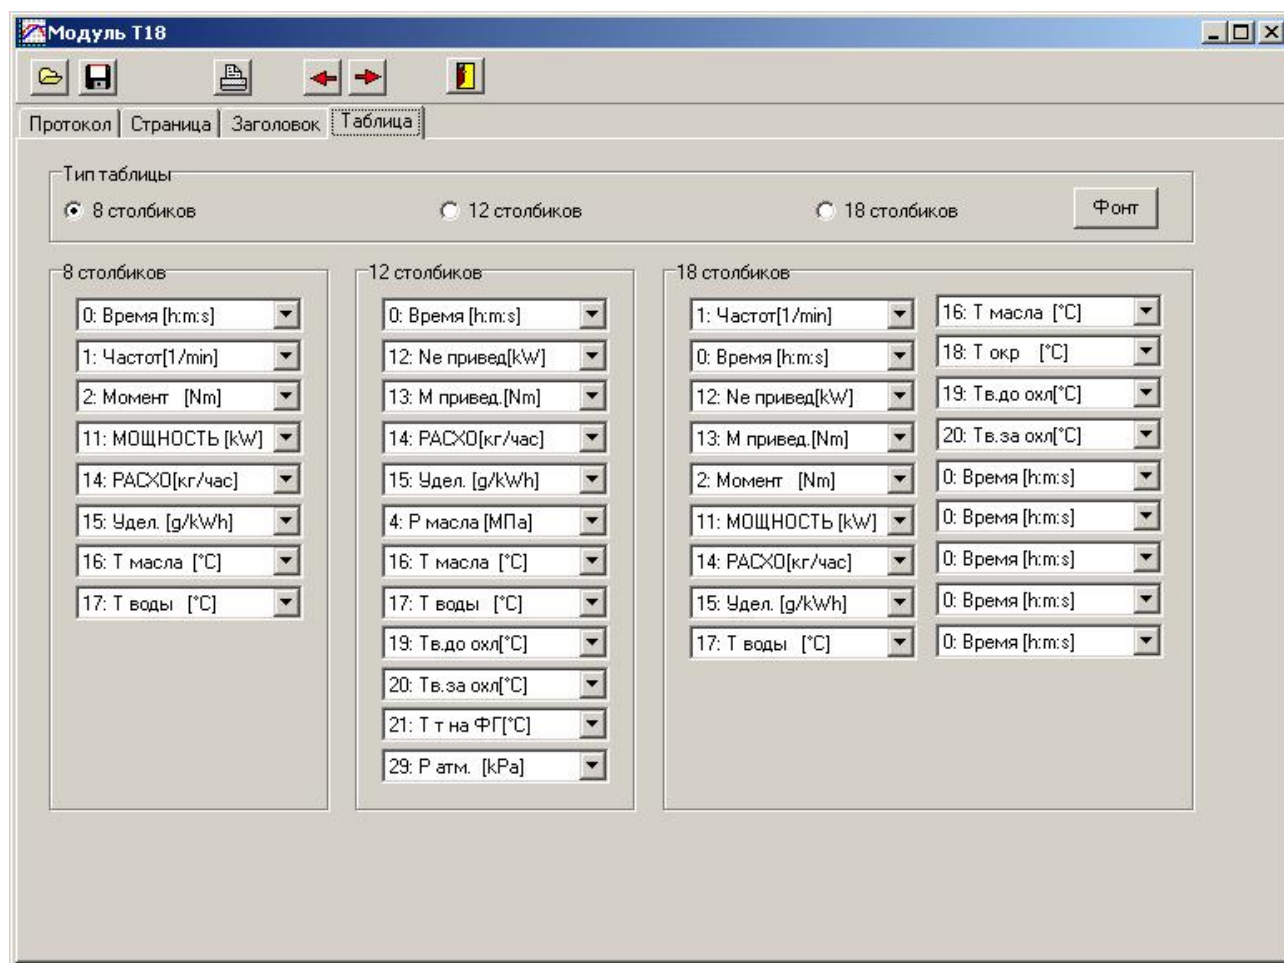 Модуль Т18
Протокол Страница Заголовок Таблица
Тип таблицы
8 столбиков 12 столбиков 18 столбиков Фонт
8 столбиков
0: Время [h:m:s]
1: Частот[1/min]
2: Момент [Nm]
11: МОЩНОСТЬ [kW]
14: РАСХО[кг/час]
15: Удел. [g/kWh]
16: Т масла [°C]
17: Т воды [°C]
12 столбиков
0: Время [h:m:s]
12: Ne привед[kW]
13: М привед.[Nm]
14: РАСХО[кг/час]
15: Удел. [g/kWh]
4: Р масла [МПа]
16: Т масла [°C]
17: Т воды [°C]
19: Тв.до охл[°C]
20: Тв.за охл[°C]
21: Т т на ФГ[°C]
29: Р атм. [kPa]
18 столбиков
1: Частот[1/min]
0: Время [h:m:s]
12: Ne привед[kW]
13: М привед.[Nm]
2: Момент [Nm]
11: МОЩНОСТЬ [kW]
14: РАСХО[кг/час]
15: Удел. [g/kWh]
17: Т воды [°C]
16: Т масла [°C]
18: Т окр [°C]
19: Тв.до охл[°C]
20: Тв.за охл[°C]
0: Время [h:m:s]
0: Время [h:m:s]
0: Время [h:m:s]
0: Время [h:m:s]
0: Время [h:m:s]